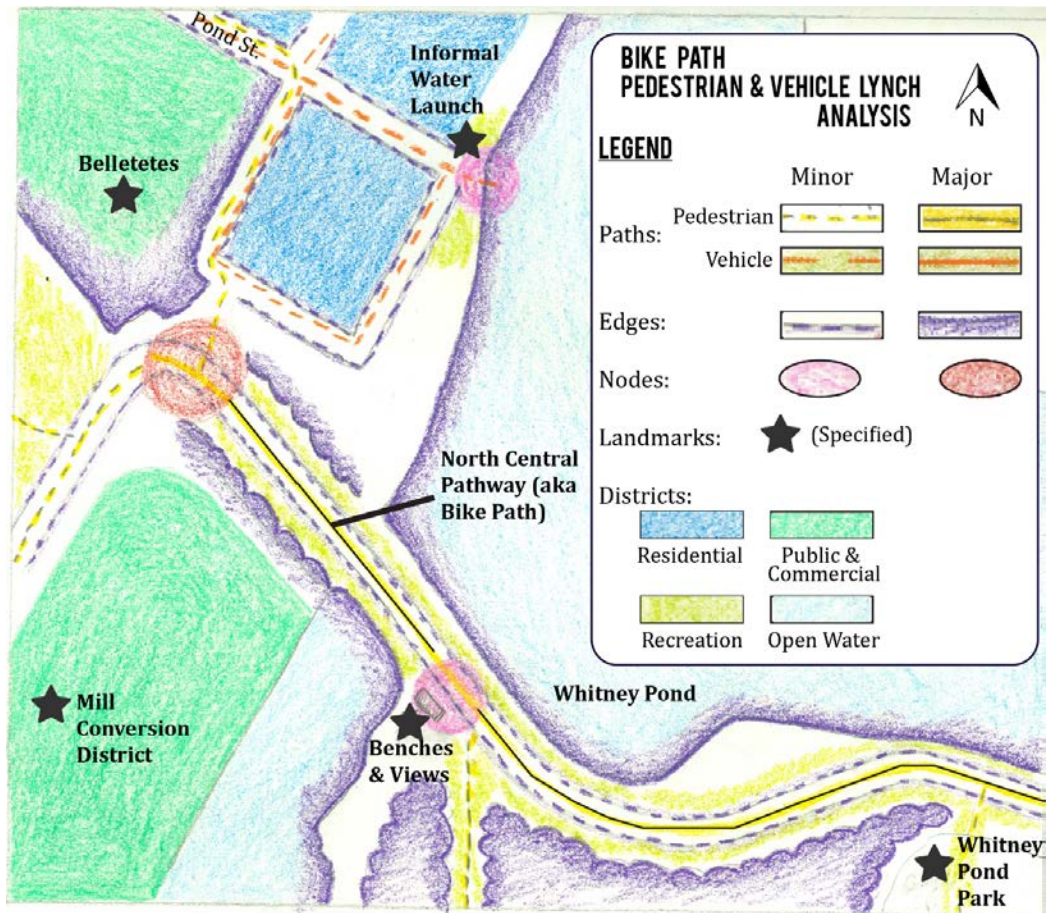 Pond St.
Informal
Water
Launch
Belletetes
BIKE PATH
PEDESTRIAN & VEHICLE LYNCH
ANALYSIS
N
LEGEND
Minor
Major
Paths:
Pedestrian
Vehicle
Edges:
Nodes:
Landmarks:
(Specified)
Districts:
Residential
Public &
Commercial
Recreation
Open Water
North Central
Pathway (aka
Bike Path)
Whitney Pond
Mill
Conversion
District
Benches
& Views
Whitney
Pond
Park